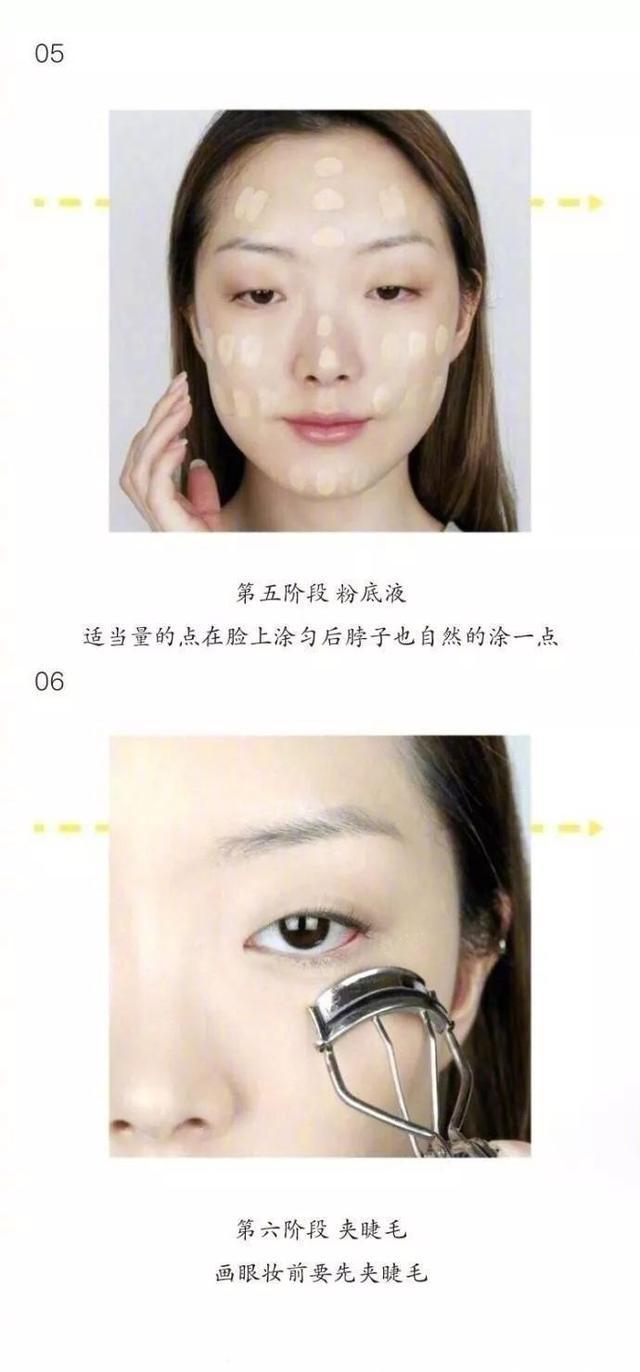 05
第五阶段 粉底液
适当量的点在脸上涂匀后脖子也自然的涂一点
06
第六阶段 夹睫毛
画眼妆前要先夹睫毛